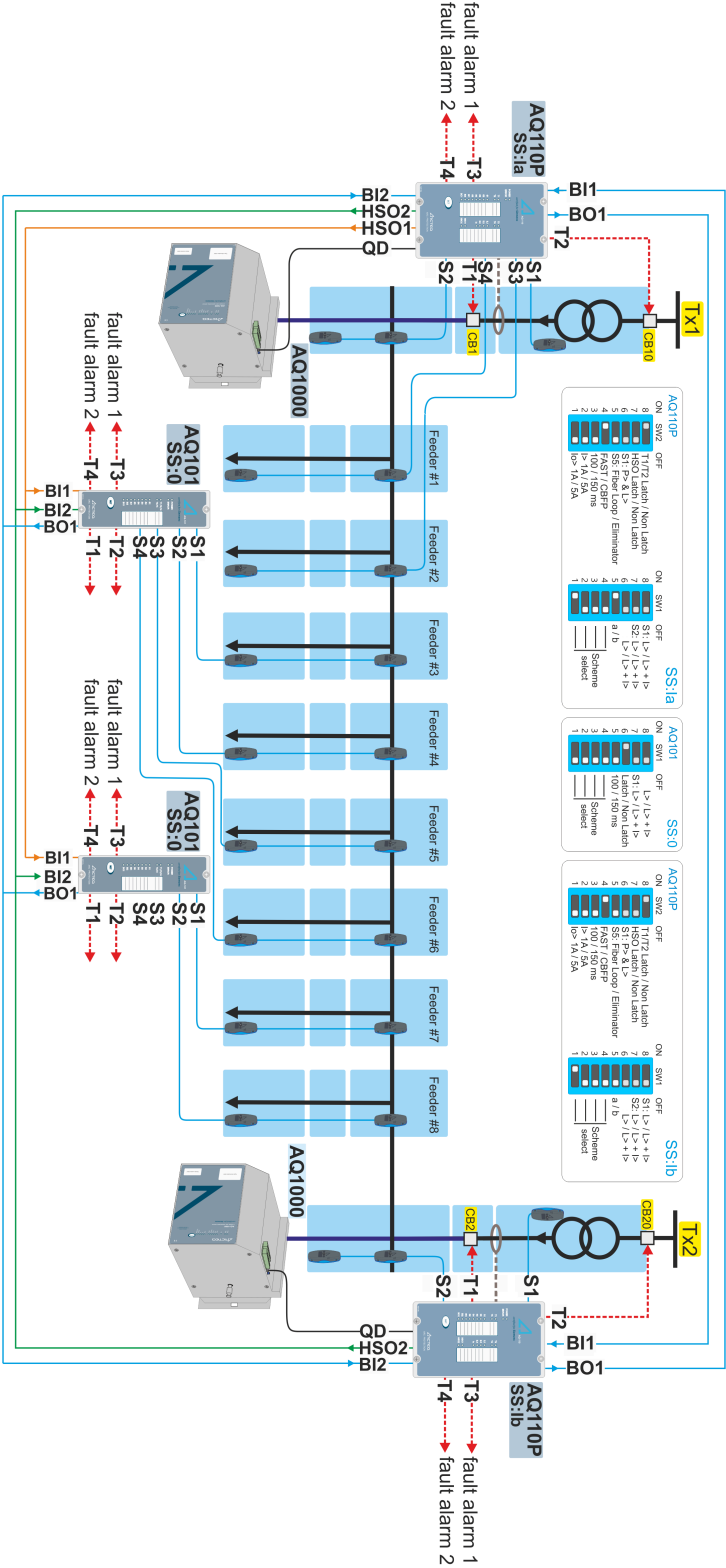 Tx1
CB10
AQ110P
SS:Ia
BI1
BO1
T2
T3
T4
fault alarm 1
fault alarm 2
BI2
HSO2
HSO1
QD
S1
S3
S4
T1
S2
CB1
AQ1000
AQ110P
ON
SW2
OFF
8
T1/T2 Latch / Non Latch
7
HSO Latch / Non Latch
6
S1: P> & L>
5
S5: Fiber Loop / Eliminator
4
FAST / CBFP
3
100 / 150 ms
2
I> 1A / 5A
1
Io> 1A / 5A
ON
SW1
OFF
8
S1: L> / L> + I>
7
S2: L> / L> + I>
6
L> / L> + I>
5
a / b
4
3
2
1
Scheme
select
SS:Ia
AQ101
ON
SW1
OFF
8
L> / L> + I>
7
S1: L> / L> + I>
6
Latch / Non Latch
5
100 / 150 ms
4
3
2
1
Scheme
select
SS:0
AQ110P
ON
SW2
OFF
8
T1/T2 Latch / Non Latch
7
HSO Latch / Non Latch
6
S1: P> & L>
5
S5: Fiber Loop / Eliminator
4
FAST / CBFP
3
100 / 150 ms
2
I> 1A / 5A
1
Io> 1A / 5A
ON
SW1
OFF
8
S1: L> / L> + I>
7
S2: L> / L> + I>
6
L> / L> + I>
5
a / b
4
3
2
1
Scheme
select
SS:Ib
Feeder #1
Feeder #2
Feeder #3
Feeder #4
Feeder #5
Feeder #6
Feeder #7
Feeder #8
AQ101
SS:0
S1
S2
S3
S4
T2
T1
T3
T4
fault alarm 1
fault alarm 2
BI1
BI2
BO1
AQ101
SS:0
S1
S2
S3
S4
T2
T1
T3
T4
fault alarm 1
fault alarm 2
BI1
BI2
BO1
Tx2
CB20
CB2
AQ1000
S1
T2
T1
S2
BI1
BO1
QD
HSO2
BI2
AQ110P
SS:Ib
T3
T4
fault alarm 1
fault alarm 2